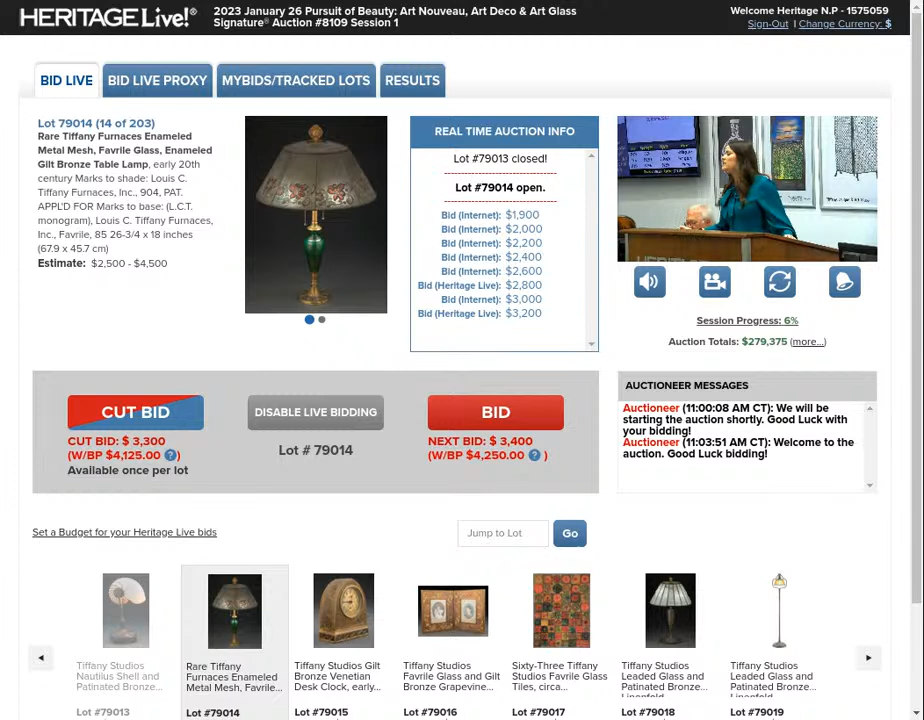 HERITAGE Live!®
2023 January 26 Pursuit of Beauty: Art Nouveau, Art Deco & Art Glass
Signature® Auction #8109 Session 1
Welcome Heritage N.P - 1575059
Sign-Out | Change Currency: $
BID LIVE
BID LIVE PROXY
MYBIDS/TRACKED LOTS
RESULTS
Lot 79014 (14 of 203)
Rare Tiffany Furnaces Enameled
Metal Mesh, Favrile Glass, Enameled
Gilt Bronze Table Lamp, early 20th
century Marks to shade: Louis C.
Tiffany Furnaces, Inc., 904, PAT.
APPL'D FOR Marks to base: (L.C.T.
monogram), Louis C. Tiffany Furnaces,
Inc., Favrile, 85 26-3/4 x 18 inches
(67.9 x 45.7 cm)
Estimate: $2,500 - $4,500
REAL TIME AUCTION INFO
Lot #79013 closed!
Lot #79014 open.
Bid (Internet): $1,900
Bid (Internet): $2,000
Bid (Internet): $2,200
Bid (Internet): $2,400
Bid (Internet): $2,600
Bid (Heritage Live): $2,800
Bid (Internet): $3,000
Bid (Heritage Live): $3,200
HERITAGE
Session Progress: 6%
Auction Totals: $279,375 (more...)
CUT BID
CUT BID: $ 3,300
(W/BP $4,125.00 ?)
Available once per lot
DISABLE LIVE BIDDING
Lot # 79014
BID
NEXT BID: $ 3,400
(W/BP $4,250.00 ? )
AUCTIONEER MESSAGES
Auctioneer (11:00:08 AM CT): We will be
starting the auction shortly. Good Luck with
your bidding!
Auctioneer (11:03:51 AM CT): Welcome to the
auction. Good Luck bidding!
Set a Budget for your Heritage Live bids
Jump to Lot
Go
Tiffany Studios
Nautilus Shell and
Patinated Bronze...
Lot #79013
Rare Tiffany
Furnaces Enameled
Metal Mesh, Favrile...
Lot #79014
Tiffany Studios Gilt
Bronze Venetian
Desk Clock, early...
Lot #79015
Tiffany Studios
Favrile Glass and Gilt
Bronze Grapevine...
Lot #79016
Sixty-Three Tiffany
Studios Favrile Glass
Tiles, circa...
Lot #79017
Tiffany Studios
Leaded Glass and
Patinated Bronze
Lonfold
Lot #79018
Tiffany Studios
Leaded Glass and
Patinated Bronze
Lot #79019